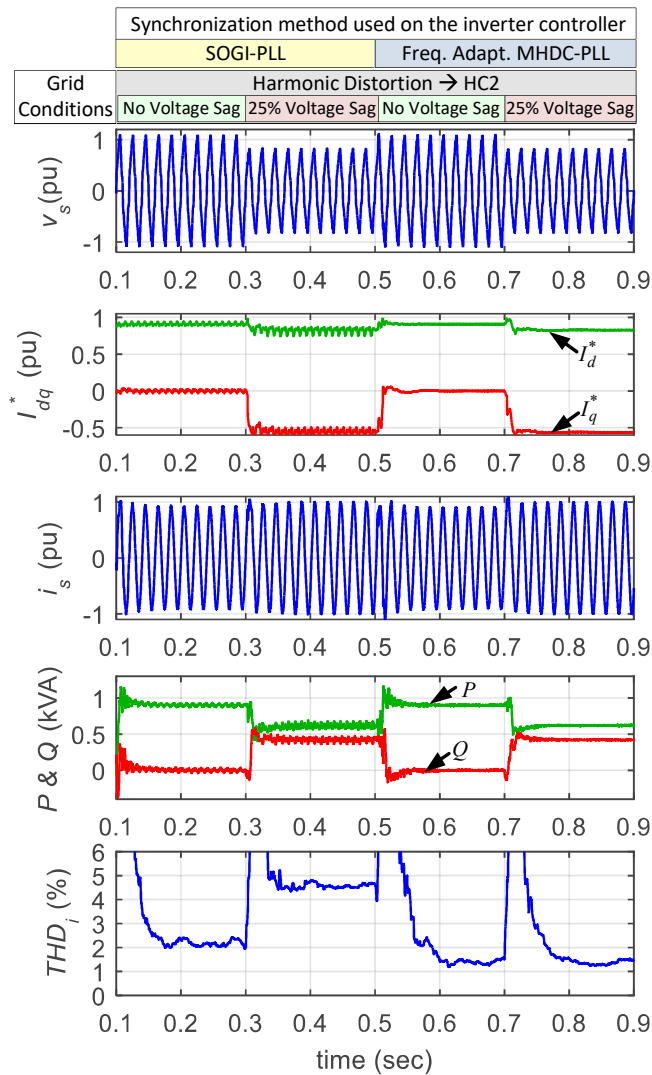 Synchronization method used on the inverter controller
SOGI-PLL Freq. Adapt. MHDC-PLL
Grid Conditions Harmonic Distortion → HC2
No Voltage Sag 25% Voltage Sag No Voltage Sag 25% Voltage Sag
v_s(pu)
1
0
-1
0.1 0.2 0.3 0.4 0.5 0.6 0.7 0.8 0.9
I*_dq (pu)
1
0.5
0
-0.5
I_d^*
I_q^*
0.1 0.2 0.3 0.4 0.5 0.6 0.7 0.8 0.9
i_s (pu)
1
0
-1
0.1 0.2 0.3 0.4 0.5 0.6 0.7 0.8 0.9
P & Q (kVA)
1
0.5
0
P
Q
0.1 0.2 0.3 0.4 0.5 0.6 0.7 0.8 0.9
THD_i (%)
6
5
4
3
2
1
0
0.1 0.2 0.3 0.4 0.5 0.6 0.7 0.8 0.9
time (sec)